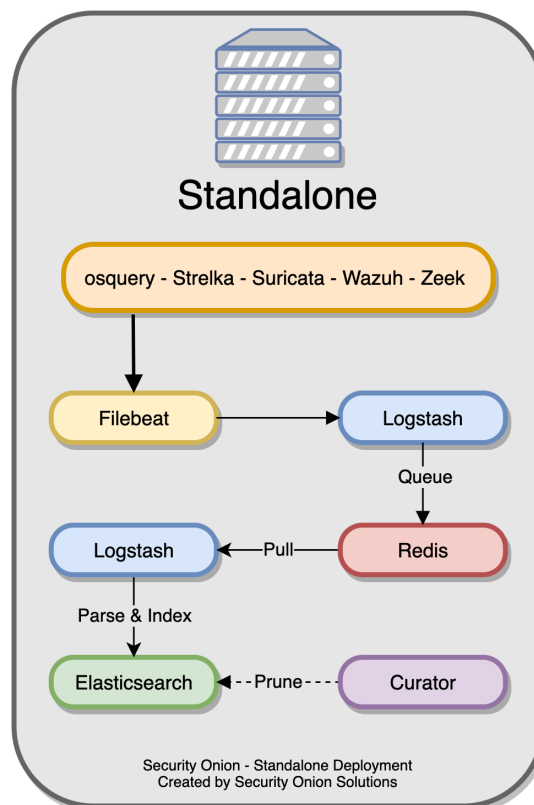 Standalone
osquery - Strelka - Suricata - Wazuh - Zeek
Filebeat
Logstash
Queue
Logstash
Pull
Redis
Parse & Index
Elasticsearch
Prune
Curator
Security Onion - Standalone Deployment
Created by Security Onion Solutions